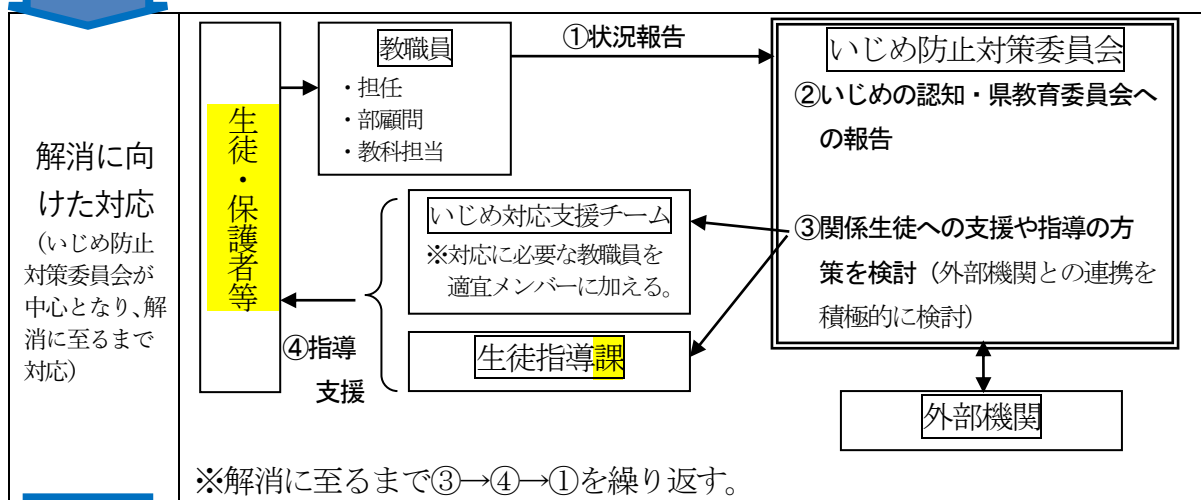 解消に向
けた対応
（いじめ防止
対策委員会が
中心となり、解
消に至るまで
対応）
生徒・保護者等
教職員
・担任
・部顧問
・教科担当
①状況報告
いじめ防止対策委員会
②いじめの認知・県教育委員会へ
の報告
③関係生徒への支援や指導の方
策を検討（外部機関との連携を
積極的に検討）
いじめ対応支援チーム
※対応に必要な教職員を
適宜メンバーに加える。
生徒指導課
④指導
支援
外部機関
※解消に至るまで③→④→①を繰り返す。